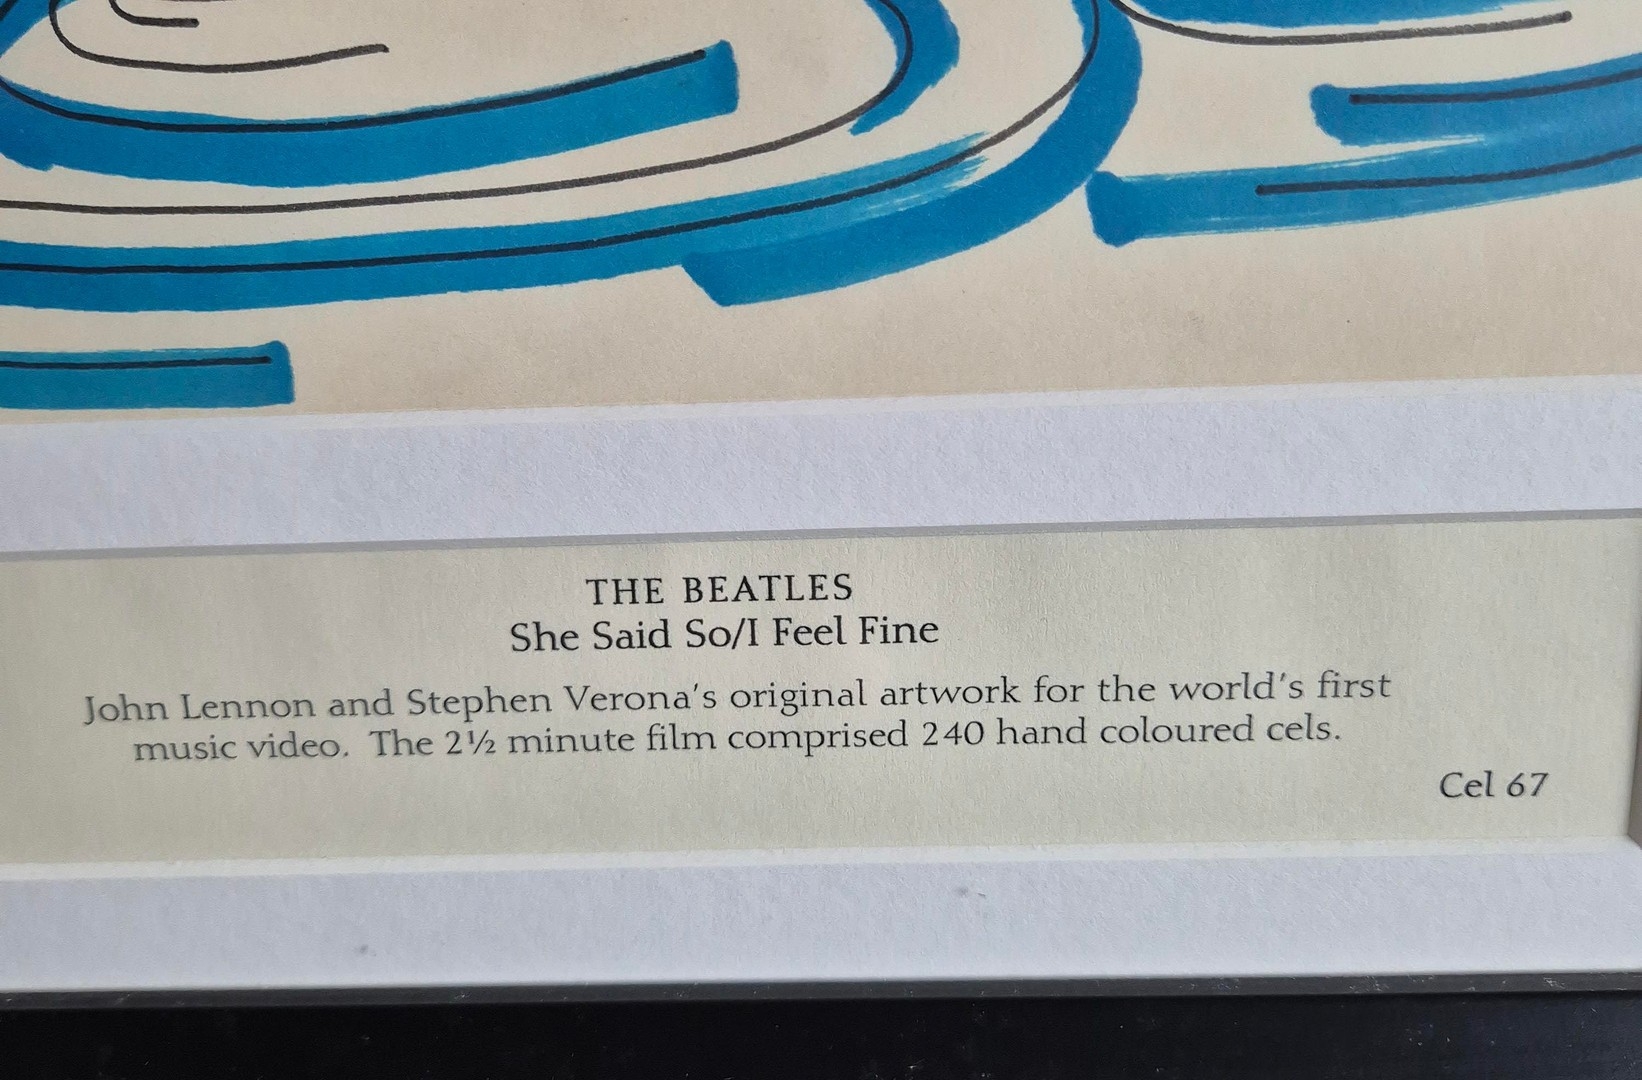 THE BEATLES
She Said So/I Feel Fine
John Lennon and Stephen Verona's original artwork for the world's first
music video. The 2½ minute film comprised 240 hand coloured cels.
Cel 67